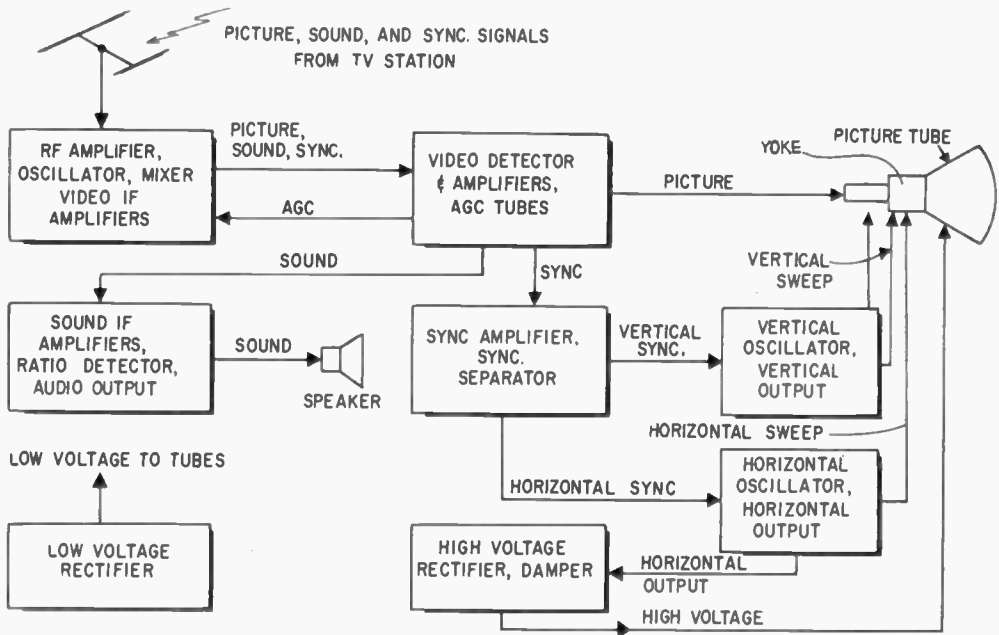 PICTURE, SOUND, AND SYNC. SIGNALS
FROM TV STATION
RF AMPLIFIER,
OSCILLATOR, MIXER
VIDEO IF
AMPLIFIERS
PICTURE,
SOUND, SYNC.
AGC
VIDEO DETECTOR
& AMPLIFIERS,
AGC TUBES
PICTURE
YOKE
PICTURE TUBE
SOUND
SYNC
VERTICAL
SWEEP
SOUND IF
AMPLIFIERS,
RATIO DETECTOR,
AUDIO OUTPUT
SOUND
SPEAKER
SYNC AMPLIFIER,
SYNC.
SEPARATOR
VERTICAL
SYNC.
VERTICAL
OSCILLATOR,
VERTICAL
OUTPUT
HORIZONTAL SWEEP
LOW VOLTAGE TO TUBES
HORIZONTAL SYNC
HORIZONTAL
OSCILLATOR,
HORIZONTAL
OUTPUT
LOW VOLTAGE
RECTIFIER
HIGH VOLTAGE
RECTIFIER, DAMPER
HORIZONTAL
OUTPUT
HIGH VOLTAGE